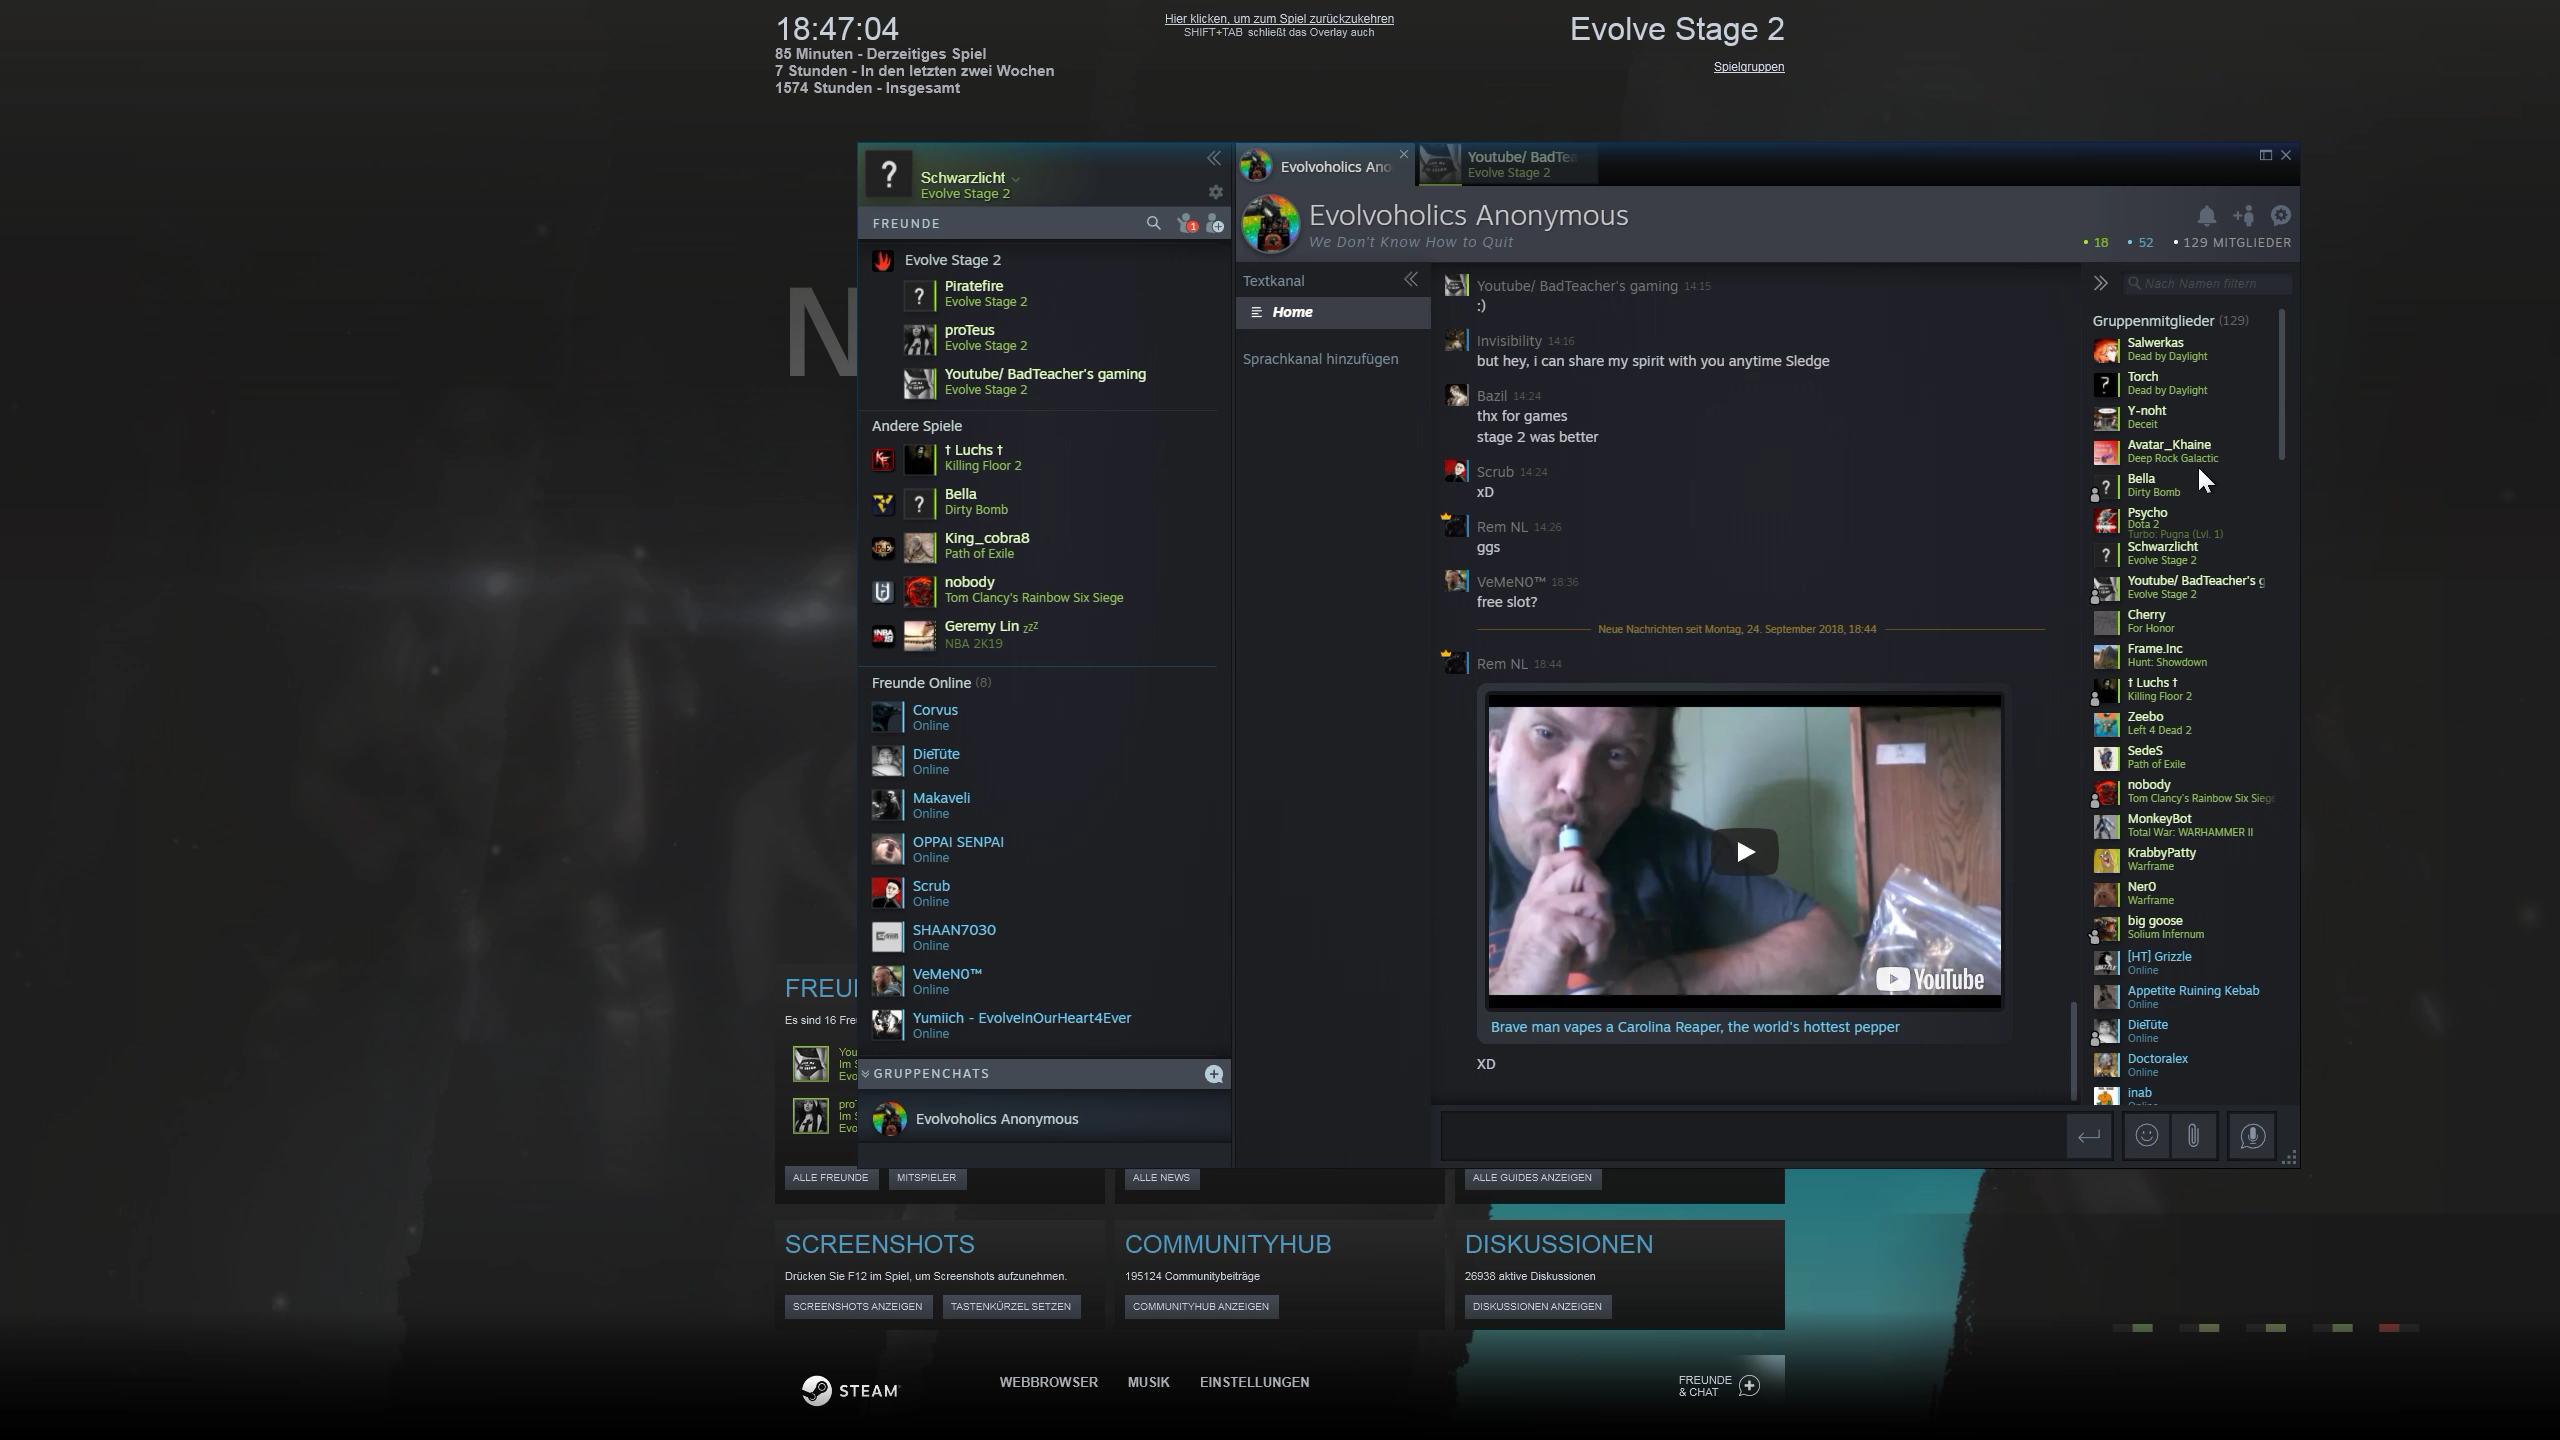 18:47:04
85 Minuten - Derzeitiges Spiel
7 Stunden - In den letzten zwei Wochen
1574 Stunden - Insgesamt
Hier klicken, um zum Spiel zurückzukehren
SHIFT+TAB schließt das Overlay auch
Evolve Stage 2
Spielgruppen
Schwarzlicht
Evolve Stage 2
FREUNDE
1
Evolve Stage 2
Piratefire
Evolve Stage 2
proTeus
Evolve Stage 2
Youtube/ BadTeacher's gaming
Evolve Stage 2
Andere Spiele
† Luchs †
Killing Floor 2
Bella
Dirty Bomb
King_cobra8
Path of Exile
nobody
Tom Clancy's Rainbow Six Siege
Geremy Lin zzz
NBA 2K19
Freunde Online (8)
Corvus
Online
DieTüte
Online
Makaveli
Online
OPPAI SENPAI
Online
Scrub
Online
SHAAN7030
Online
VeMeN0™
Online
Yumiich - EvolveInOurHeart4Ever
Online
GRUPPENCHATS
Evolvoholics Anonymous
Evolvoholics Ano
Youtube/ BadTea
Evolve Stage 2
Evolvoholics Anonymous
We Don't Know How to Quit
18
52
129 MITGLIEDER
Textkanal
Home
Sprachkanal hinzufügen
Youtube/ BadTeacher's gaming 14:15
:)
Invisibility 14:16
but hey, i can share my spirit with you anytime Sledge
Bazil 14:24
thx for games
stage 2 was better
Scrub 14:24
xD
Rem NL 14:26
ggs
VeMeN0™ 18:36
free slot?
Neue Nachrichten seit Montag, 24. September 2018, 18:44
Rem NL 18:44
YouTube
Brave man vapes a Carolina Reaper, the world's hottest pepper
XD
Nach Namen filtern
Gruppenmitglieder (129)
Salwerkas
Dead by Daylight
Torch
Dead by Daylight
Y-noht
Deceit
Avatar_Khaine
Deep Rock Galactic
Bella
Dirty Bomb
Psycho
Dota 2
Turbo: Pugna (Lvl. 1)
Schwarzlicht
Evolve Stage 2
Youtube/ BadTeacher's g
Evolve Stage 2
Cherry
For Honor
Frame.Inc
Hunt: Showdown
† Luchs †
Killing Floor 2
Zeebo
Left 4 Dead 2
SedeS
Path of Exile
nobody
Tom Clancy's Rainbow Six Sieg
MonkeyBot
Total War: WARHAMMER II
KrabbyPatty
Warframe
Ner0
Warframe
big goose
Solium Infernum
[HT] Grizzle
Online
Appetite Ruining Kebab
Online
DieTüte
Online
Doctoralex
Online
inab
N
FREU
Es sind 16 Fre
You
Im S
Evo
pro
Im S
Evo
ALLE FREUNDE
MITSPIELER
ALLE NEWS
ALLE GUIDES ANZEIGEN
SCREENSHOTS
Drücken Sie F12 im Spiel, um Screenshots aufzunehmen.
SCREENSHOTS ANZEIGEN
TASTENKÜRZEL SETZEN
COMMUNITYHUB
195124 Communitybeiträge
COMMUNITYHUB ANZEIGEN
DISKUSSIONEN
26938 aktive Diskussionen
DISKUSSIONEN ANZEIGEN
STEAM
WEBBROWSER
MUSIK
EINSTELLUNGEN
FREUNDE
& CHAT